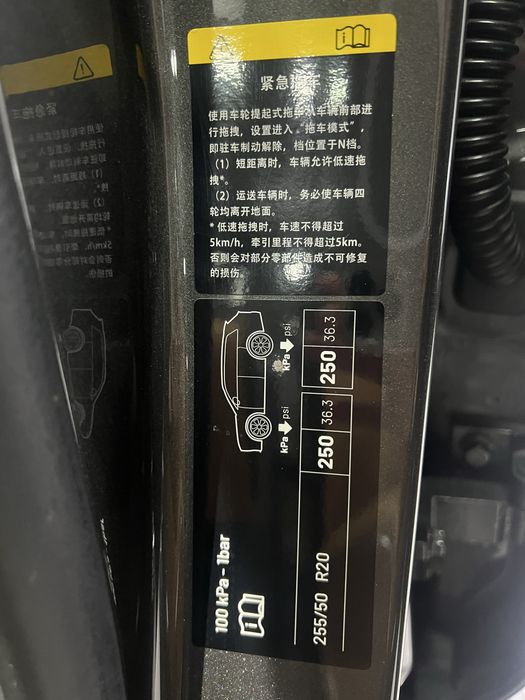 紧急拖车
使用车轮提起式拖车从车辆前部进
行拖拽，设置进入“拖车模式”，
即驻车制动解除，档位置于N档。
（1）短距离时，车辆允许低速拖
拽*。
（2）运送车辆时，务必使车辆四
轮均离开地面。
* 低速拖拽时，车速不得超过
5km/h，牵引里程不得超过5km。
否则会对部分零部件造成不可修复
的损伤。
kPa psi
kPa psi
250 36.3
250 36.3
255/50 R20
100 kPa - 1bar